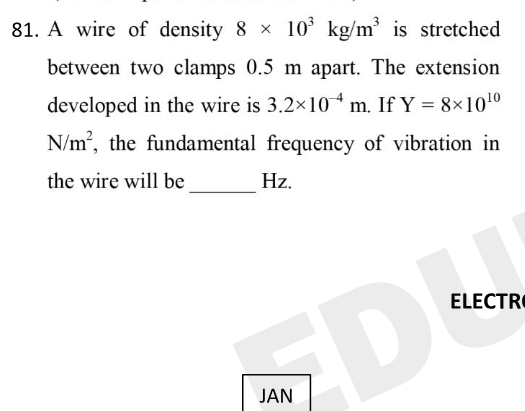 81. A wire of density 8 × 10³ kg/m³ is stretched
between two clamps 0.5 m apart. The extension
developed in the wire is 3.2×10⁻⁴ m. If Y = 8×10¹⁰
N/m², the fundamental frequency of vibration in
the wire will be ______ Hz.
EDU
ELECTR
JAN